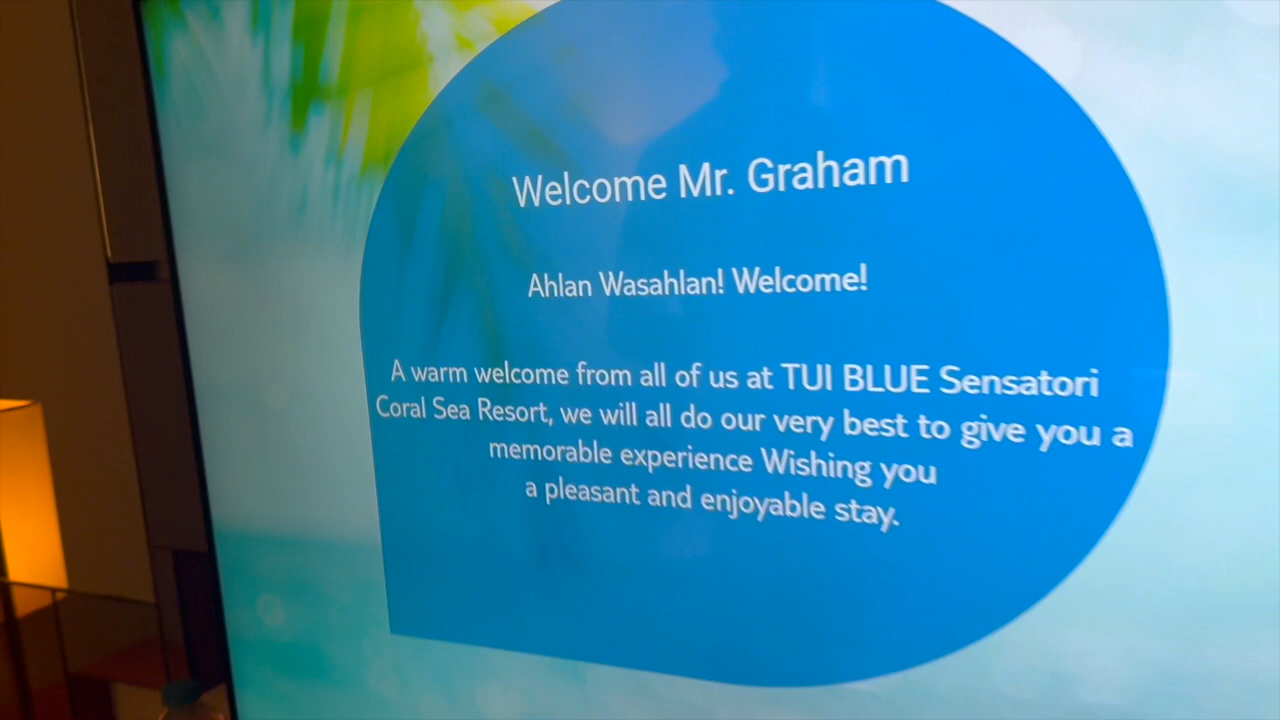 Welcome Mr. Graham
Ahlan Wasahlan! Welcome!
A warm welcome from all of us at TUI BLUE Sensatori
Coral Sea Resort, we will all do our very best to give you a
memorable experience Wishing you
a pleasant and enjoyable stay.